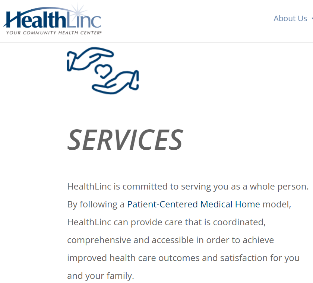 HealthLinc
YOUR COMMUNITY HEALTH CENTER
About Us
SERVICES
HealthLinc is committed to serving you as a whole person.
By following a Patient-Centered Medical Home model,
HealthLinc can provide care that is coordinated,
comprehensive and accessible in order to achieve
improved health care outcomes and satisfaction for you
and your family.